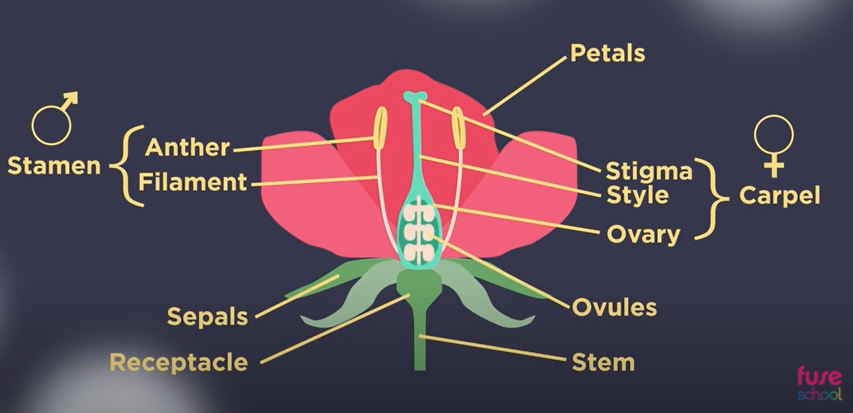 Petals
Anther
Stamen
Filament
Stigma
Style
Carpel
Ovary
Sepals
Ovules
Receptacle
Stem
fuse
school